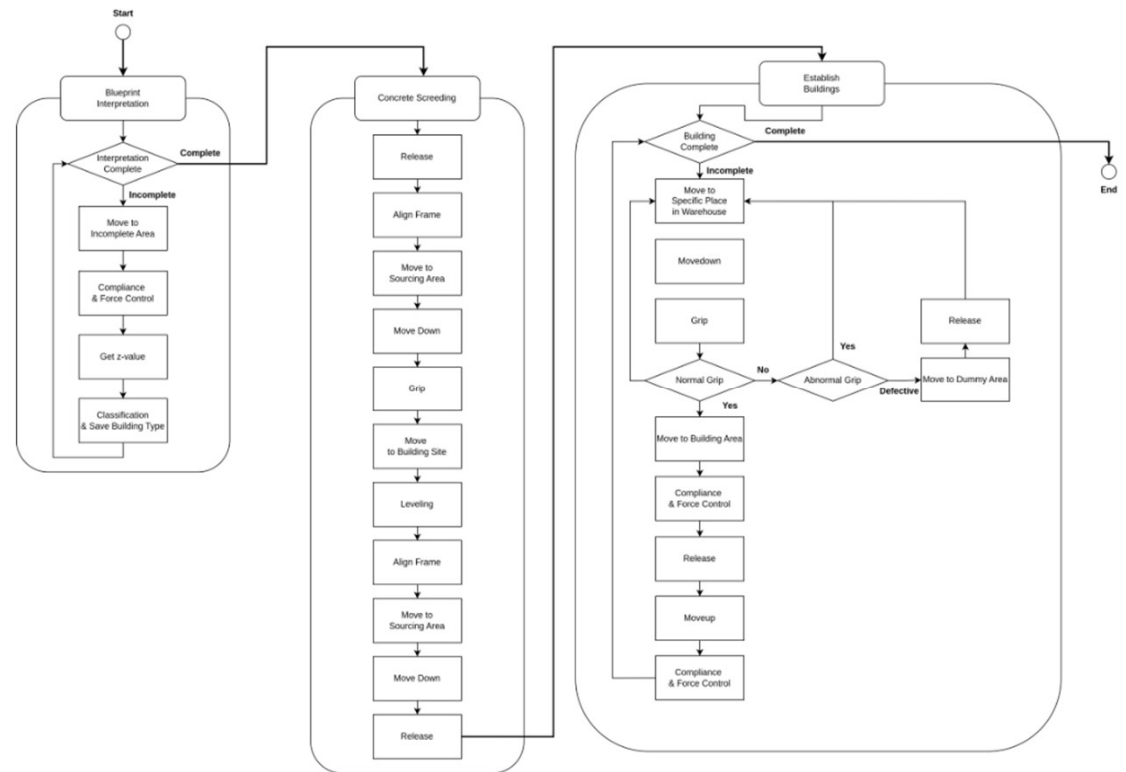 Start
Blueprint
Interpretation
Interpretation
Complete
Complete
Incomplete
Move to
Incomplete Area
Compliance
& Force Control
Get z-value
Classification
& Save Building Type
Concrete Screeding
Release
Align Frame
Move to
Sourcing Area
Move Down
Grip
Move
to Building Site
Leveling
Align Frame
Move to
Sourcing Area
Move Down
Release
Establish
Buildings
Building
Complete
Complete
End
Incomplete
Move to
Specific Place
in Warehouse
Movedown
Grip
Normal Grip
No
Abnormal Grip
Yes
Defective
Move to Dummy Area
Release
Yes
Move to Building Area
Compliance
& Force Control
Release
Moveup
Compliance
& Force Control